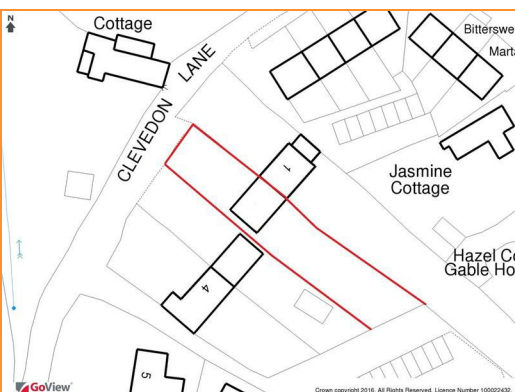 N
Cottage
CLEVEDON LANE
Bitterswe
Marta
1
Jasmine
Cottage
Hazel Co
Gable Ho
4
5
GoView
Crown copyright 2016. All Rights Reserved. Licence Number 100022432